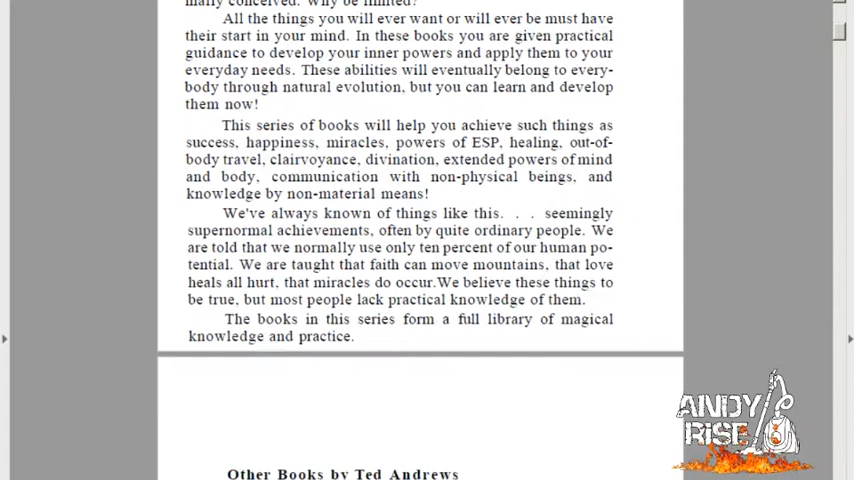 mally conceived. Why be limited?
All the things you will ever want or will ever be must have
their start in your mind. In these books you are given practical
guidance to develop your inner powers and apply them to your
everyday needs. These abilities will eventually belong to every-
body through natural evolution, but you can learn and develop
them now!
This series of books will help you achieve such things as
success, happiness, miracles, powers of ESP, healing, out-of-
body travel, clairvoyance, divination, extended powers of mind
and body, communication with non-physical beings, and
knowledge by non-material means!
We've always known of things like this. . . seemingly
supernormal achievements, often by quite ordinary people. We
are told that we normally use only ten percent of our human po-
tential. We are taught that faith can move mountains, that love
heals all hurt, that miracles do occur.We believe these things to
be true, but most people lack practical knowledge of them.
The books in this series form a full library of magical
knowledge and practice.
ANDY
RISE
Other Books by Ted Andrews